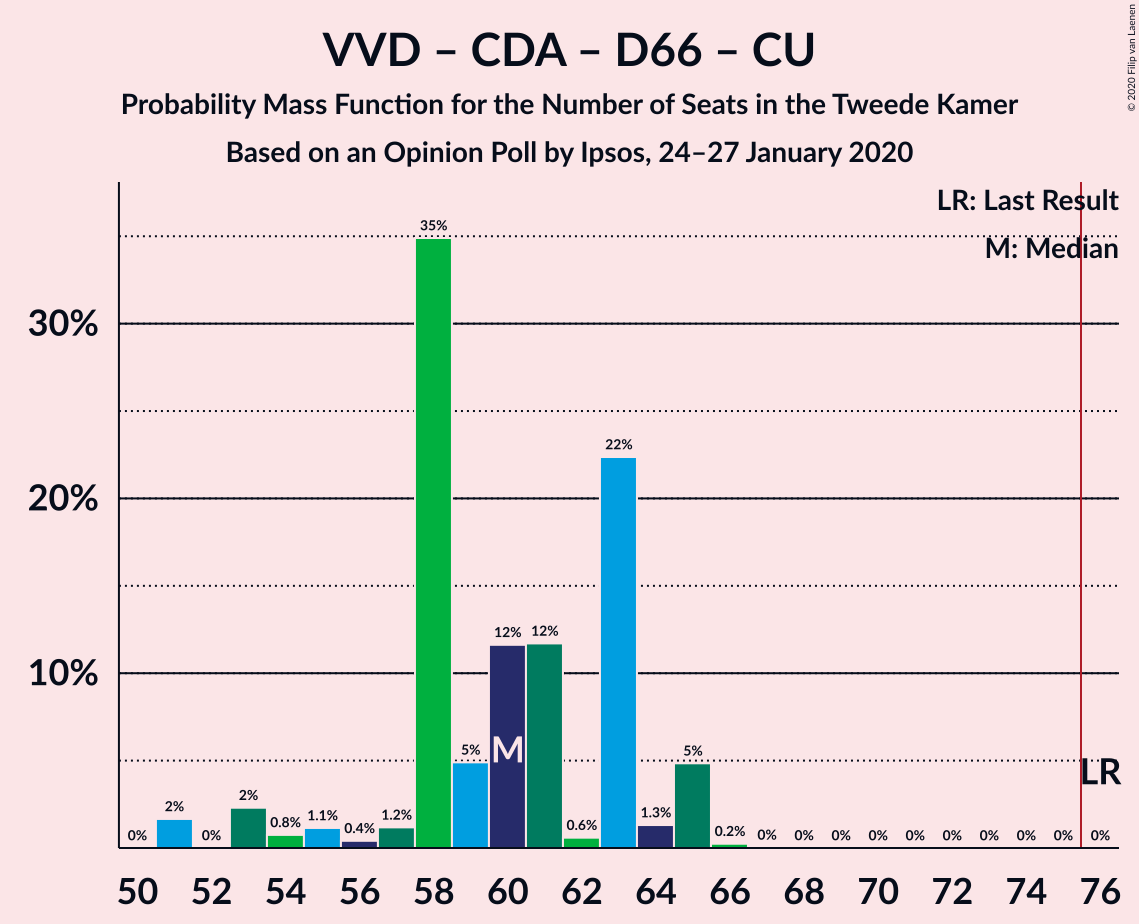 VVD – CDA – D66 – CU
Probability Mass Function for the Number of Seats in the Tweede Kamer
Based on an Opinion Poll by Ipsos, 24–27 January 2020
© 2020 Filip van Laenen
LR: Last Result
M: Median
35%
30%
22%
20%
12% 12%
10%
5% M 5% LR
0% 2% 0% 2% 0.8% 1.1% 0.4% 1.2% 0.6% 1.3% 0.2% 0% 0% 0% 0% 0% 0% 0% 0% 0% 0%
50 52 54 56 58 60 62 64 66 68 70 72 74 76